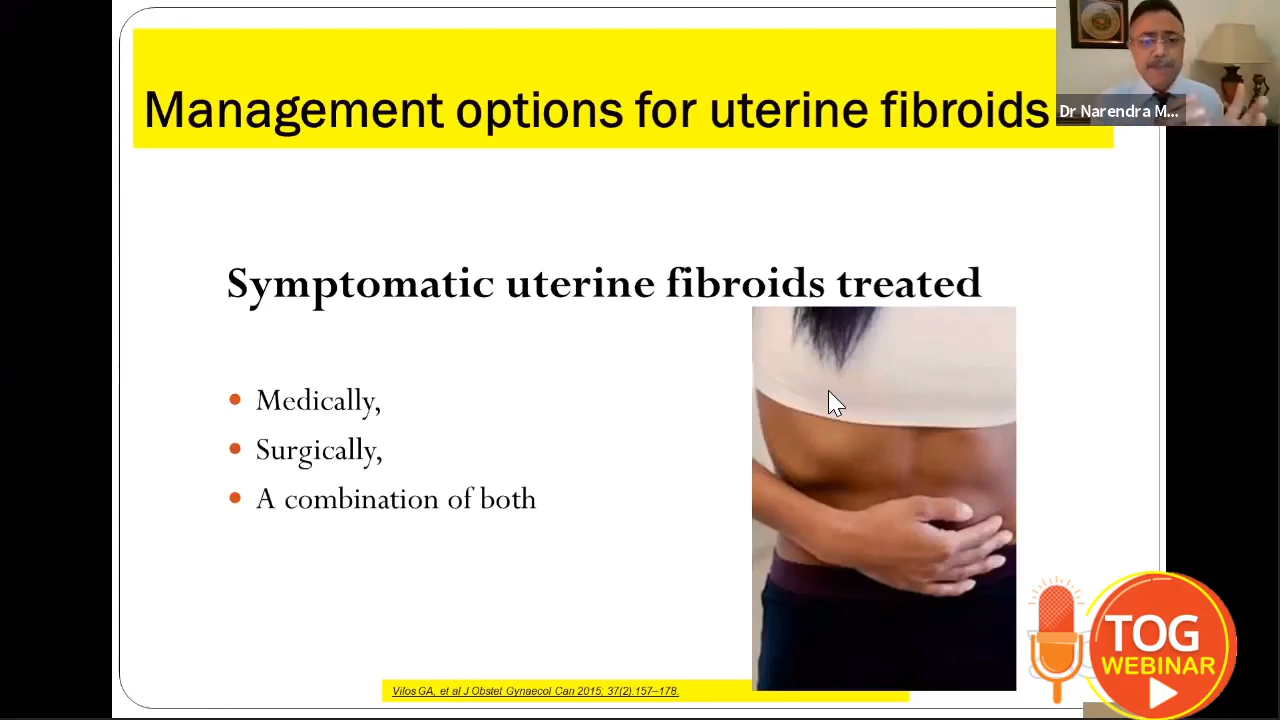 Management options for uterine fibroids
Dr Narendra M...
Symptomatic uterine fibroids treated
Medically,
Surgically,
A combination of both
Vilos GA, et al J Obstet Gynaecol Can 2015; 37(2):157–178.
TOG
WEBINAR